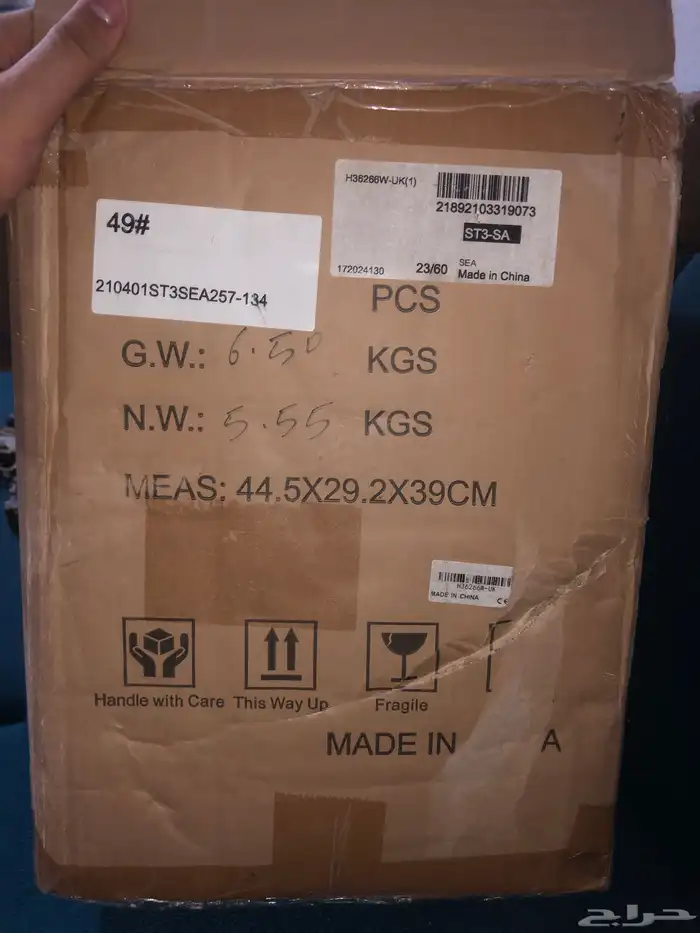 49#
210401ST3SEA257-134
H36266W-UK(1)
21892103319073
ST3-SA
172024130 23/60 SEA
Made in China
PCS
G.W.: 6.50 KGS
N.W.: 5.55 KGS
MEAS: 44.5X29.2X39CM
MADE IN CHINA CE
Handle with Care This Way Up Fragile
MADE IN A
حراج